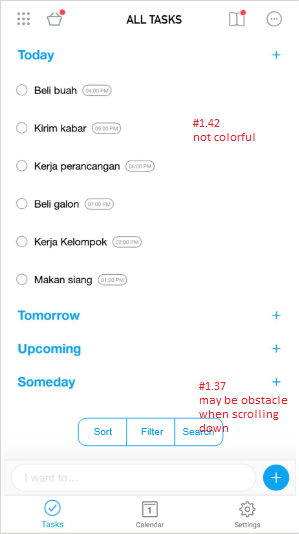 ALL TASKS
Today +
Beli buah 04:00 PM
Kirim kabar 09:00 PM
#1.42
not colorful
Kerja perancangan 06:00 PM
Beli galon 07:00 PM
Kerja Kelompok 02:00 PM
Makan siang 01:00 PM
Tomorrow +
Upcoming +
Someday +
#1.37
may be obstacle
when scrolling
down
Sort Filter Search
I want to... +
1
Tasks Calendar Settings